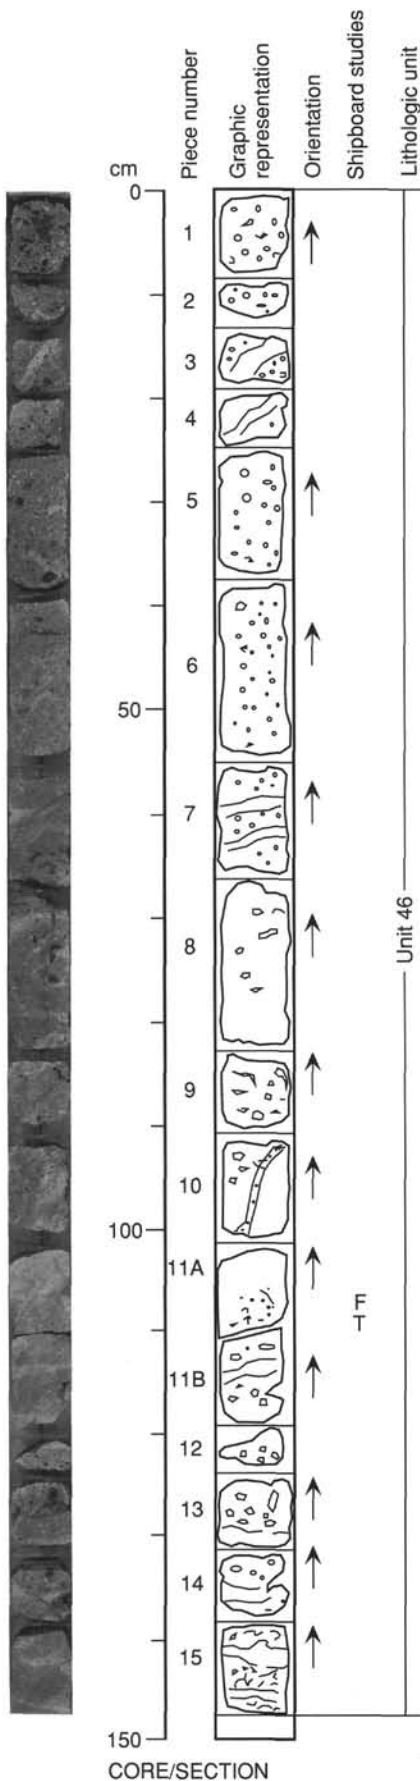 cm
Piece number
Graphic
representation
Orientation
Shipboard studies
Lithologic unit
0
1
2
3
4
5
6
50
7
8
Unit 46
9
10
100
11A
F
T
11B
12
13
14
15
150
CORE/SECTION